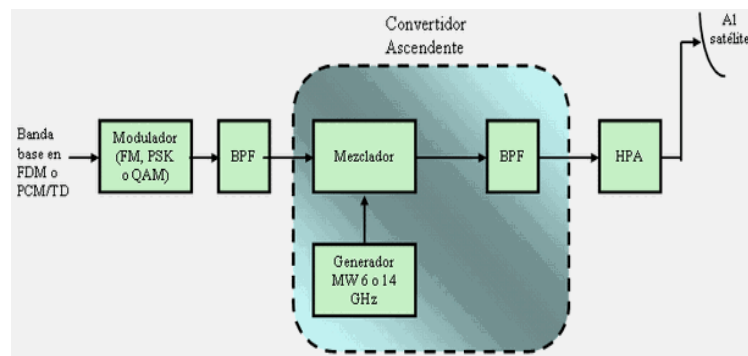 Convertidor
Ascendente
Al
satélite
Banda
base en
FDM o
PCM/TD
Modulador
(FM, PSK
o QAM)
BPF
Mezclador
BPF
HPA
Generador
MW 6 o 14
GHz